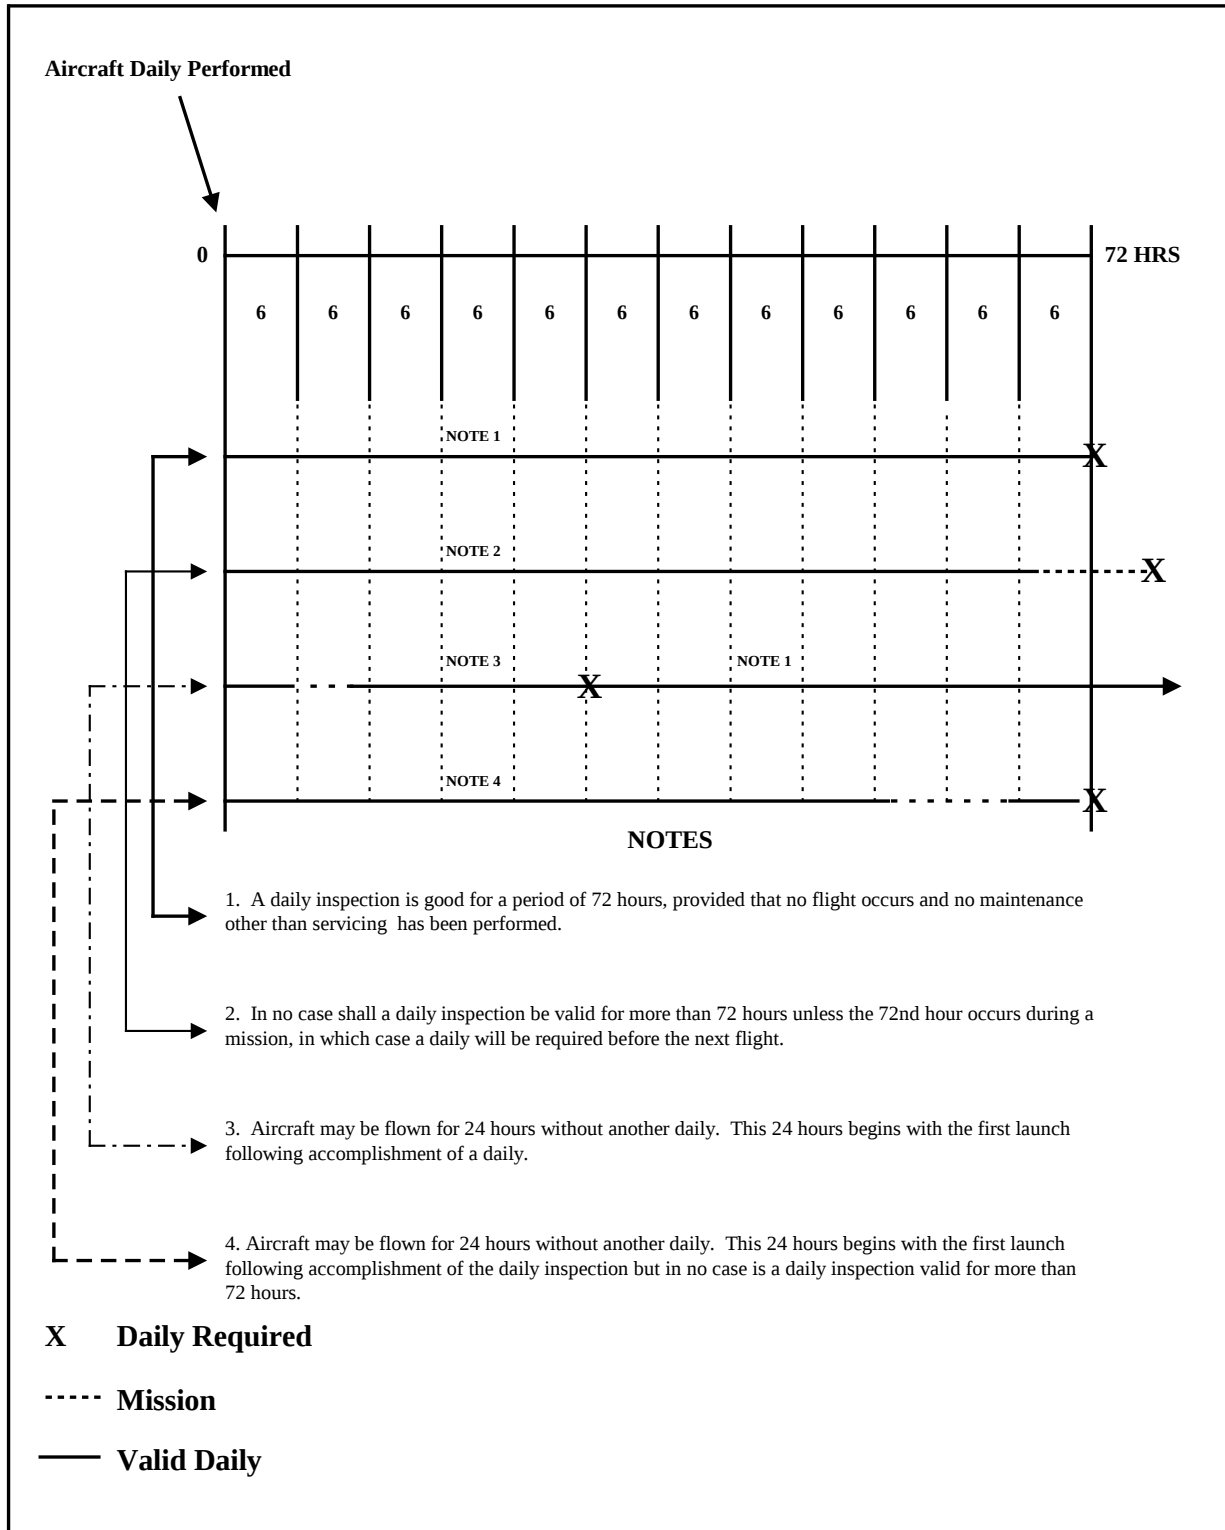 Aircraft Daily Performed
0 72 HRS
6 6 6 6 6 6 6 6 6 6 6 6
NOTE 1
X
NOTE 2
X
NOTE 3 NOTE 1
X
NOTE 4
X
NOTES
1. A daily inspection is good for a period of 72 hours, provided that no flight occurs and no maintenance
other than servicing has been performed.
2. In no case shall a daily inspection be valid for more than 72 hours unless the 72nd hour occurs during a
mission, in which case a daily will be required before the next flight.
3. Aircraft may be flown for 24 hours without another daily. This 24 hours begins with the first launch
following accomplishment of a daily.
4. Aircraft may be flown for 24 hours without another daily. This 24 hours begins with the first launch
following accomplishment of the daily inspection but in no case is a daily inspection valid for more than
72 hours.
X Daily Required
Mission
Valid Daily